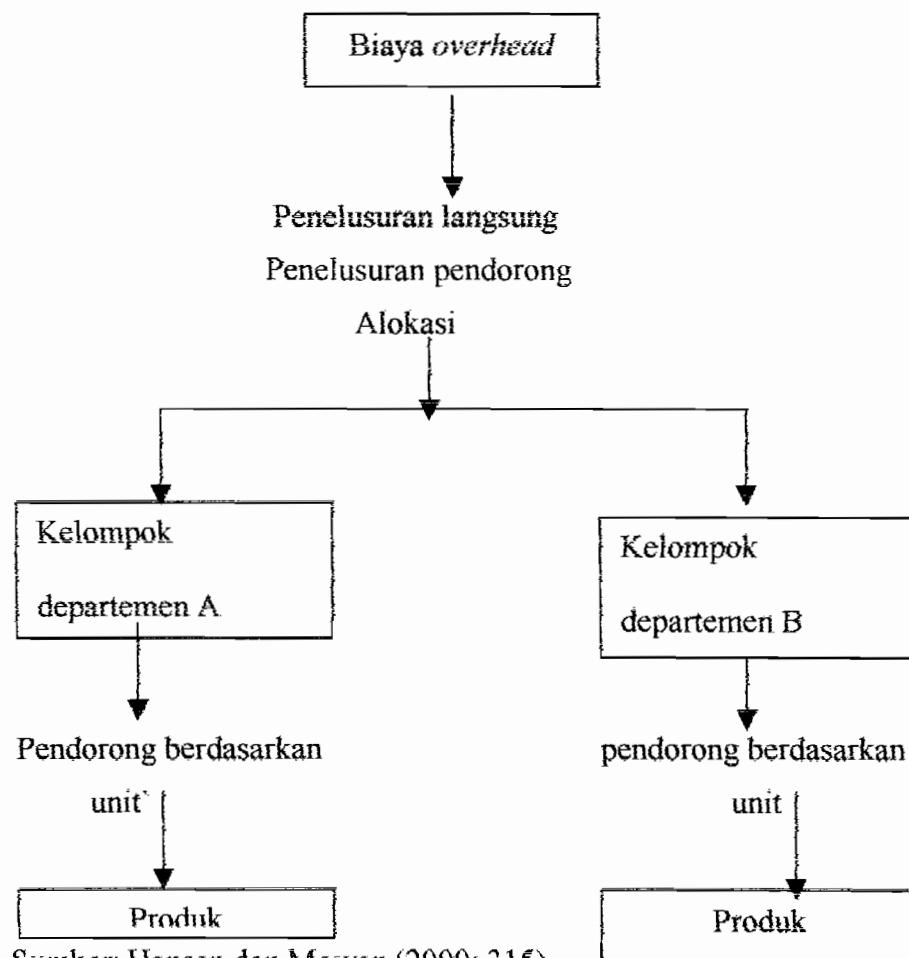 Biaya overhead
Penelusuran langsung
Penelusuran pendorong
Alokasi
Kelompok
departemen A
Kelompok
departemen B
Pendorong berdasarkan
unit
pendorong berdasarkan
unit
Produk
Produk
Sumber: Hansen dan